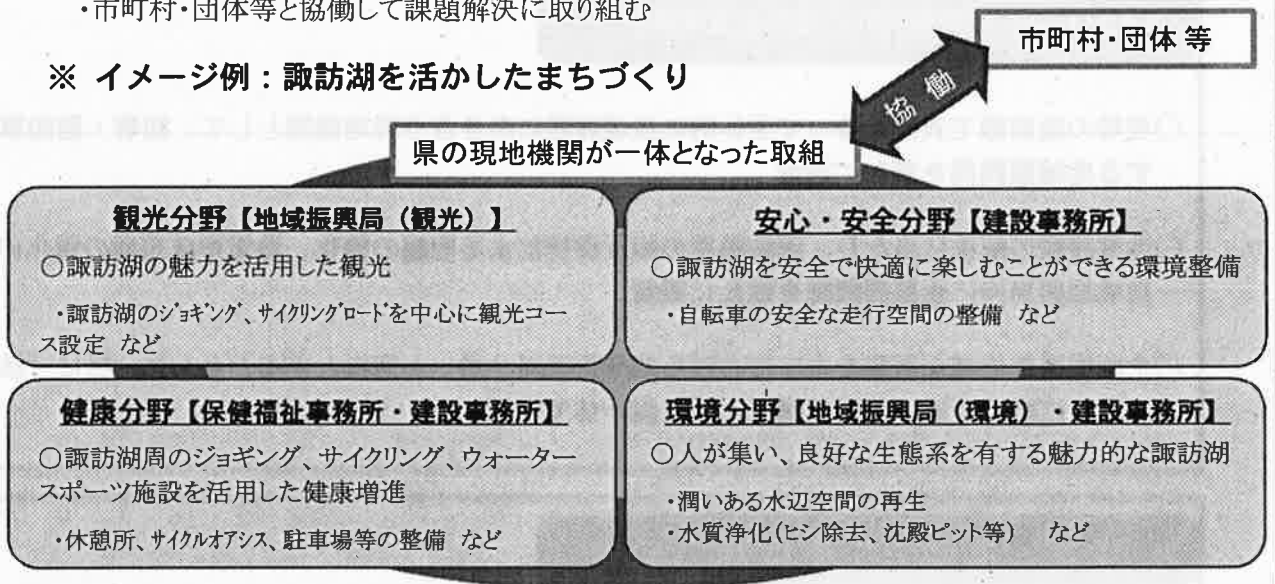 ・市町村・団体等と協働して課題解決に取り組む
市町村・団体 等
※ イメージ例：諏訪湖を活かしたまちづくり
協 働
県の現地機関が一体となった取組
観光分野【地域振興局（観光）】
○諏訪湖の魅力を活用した観光
・諏訪湖のｼﾞｮｷﾞﾝｸﾞ、ｻｲｸﾘﾝｸﾞﾛｰﾄﾞを中心に観光コー
ス設定 など
安心・安全分野【建設事務所】
○諏訪湖を安全で快適に楽しむことができる環境整備
・自転車の安全な走行空間の整備 など
健康分野【保健福祉事務所・建設事務所】
○諏訪湖周のジョギング、サイクリング、ウォーター
スポーツ施設を活用した健康増進
・休憩所、ｻｲｸﾙｵｱｼｽ、駐車場等の整備 など
環境分野【地域振興局（環境）・建設事務所】
○人が集い、良好な生態系を有する魅力的な諏訪湖
・潤いある水辺空間の再生
・水質浄化（ヒシ除去、沈殿ピット等） など